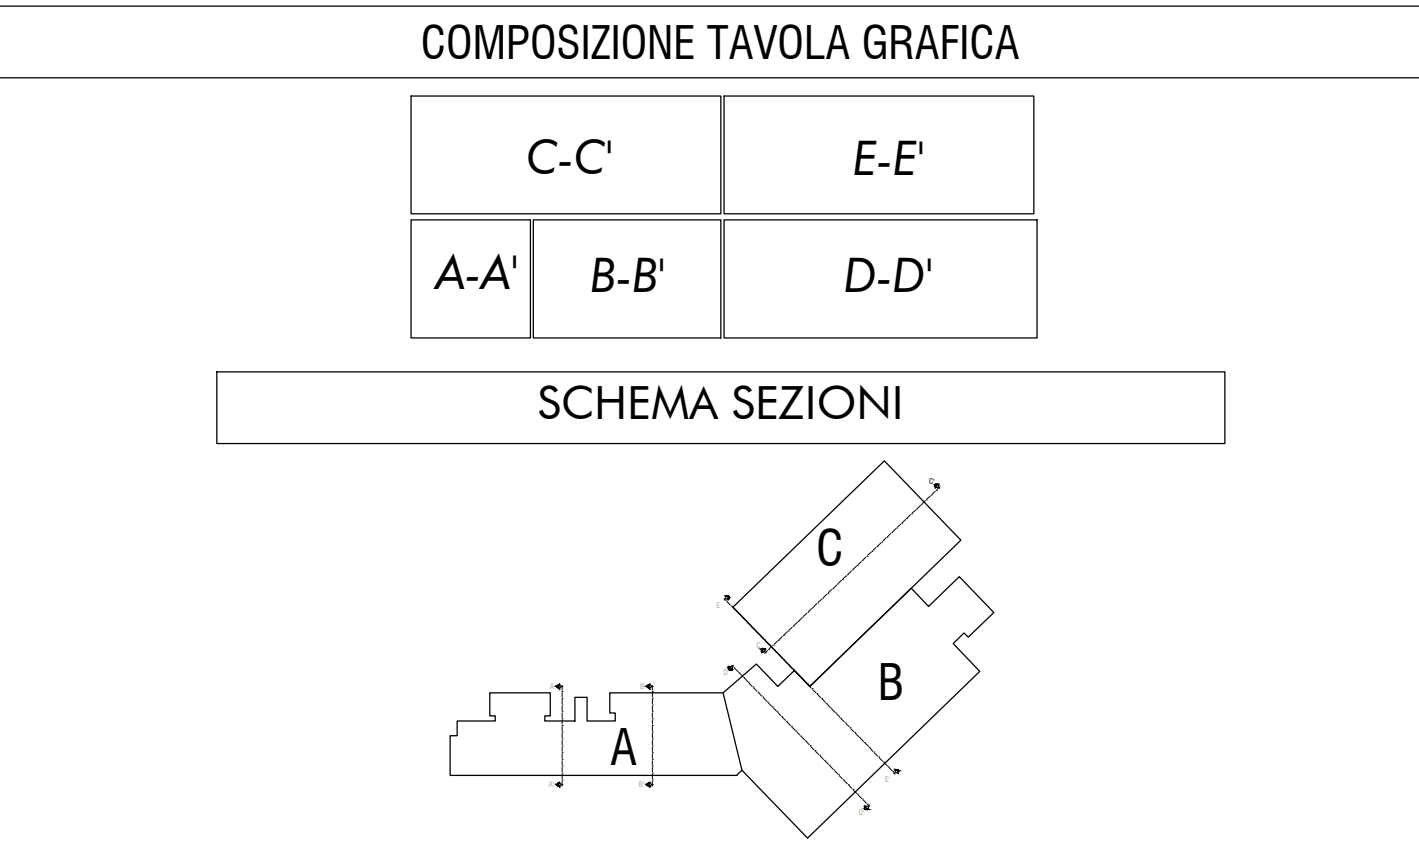 COMPOSIZIONE TAVOLA GRAFICA
C-C' E-E'
A-A' B-B' D-D'
SCHEMA SEZIONI
C'
C
E
C
D
B
A B
A
A' B'
E'
D'